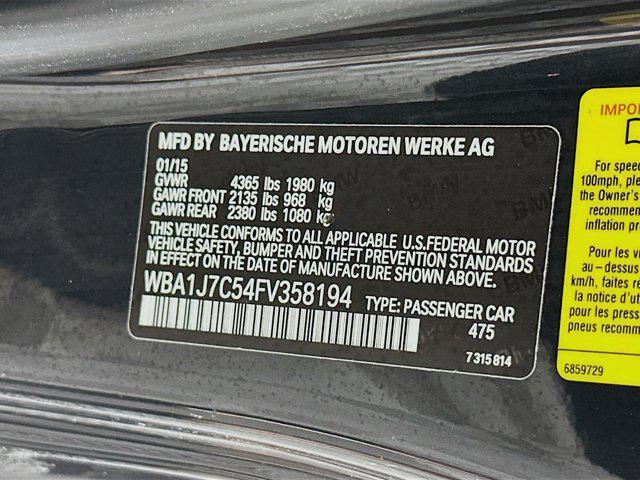 MFD BY BAYERISCHE MOTOREN WERKE AG
01/15
GVWR 4365 lbs 1980 kg
GAWR FRONT 2135 lbs 968 kg
GAWR REAR 2380 lbs 1080 kg
THIS VEHICLE CONFORMS TO ALL APPLICABLE U.S.FEDERAL MOTOR
VEHICLE SAFETY, BUMPER AND THEFT PREVENTION STANDARDS
IN EFFECT ON THE DATE OF MANUFACTURE SHOWN ABOVE.
WBA1J7C54FV358194 TYPE: PASSENGER CAR
475
7315814
For speed
100mph, ple
the Owner's
recommen
inflation pr
Pour les vi
au – dessus
km/h, faites
la notice d'ut
pour les press
pneus recomm
6859729